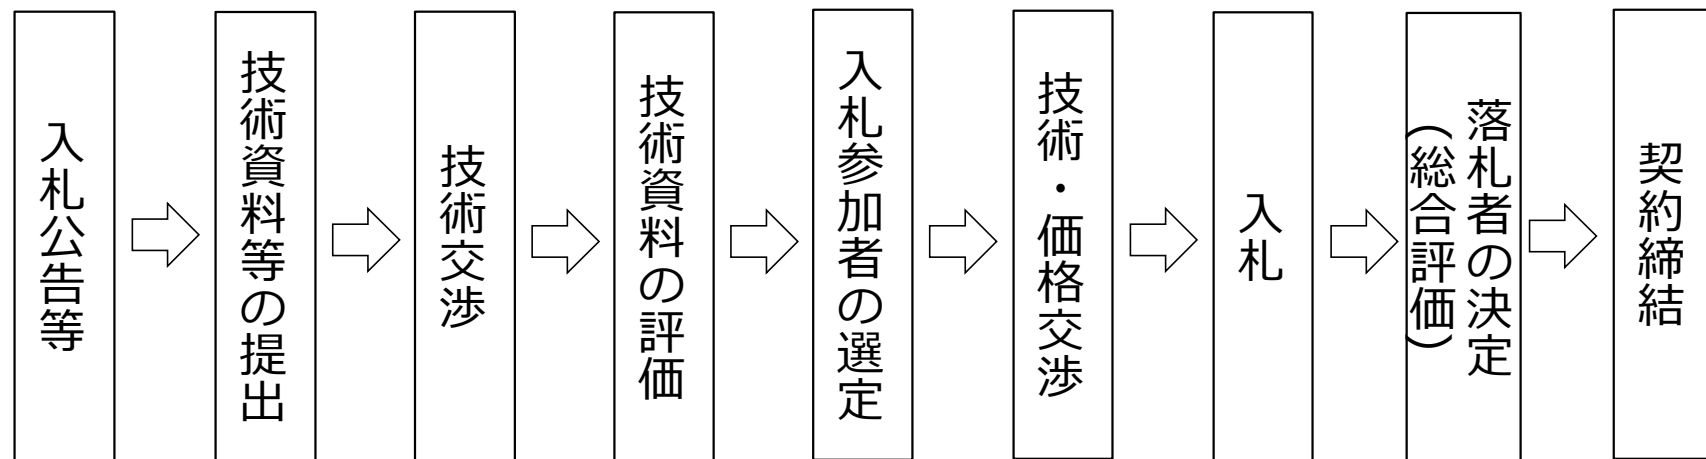 入札公告等
技術資料等の提出
技術交渉
技術資料の評価
入札参加者の選定
技術・価格交渉
入札
落札者の決定
(総合評価)
契約締結